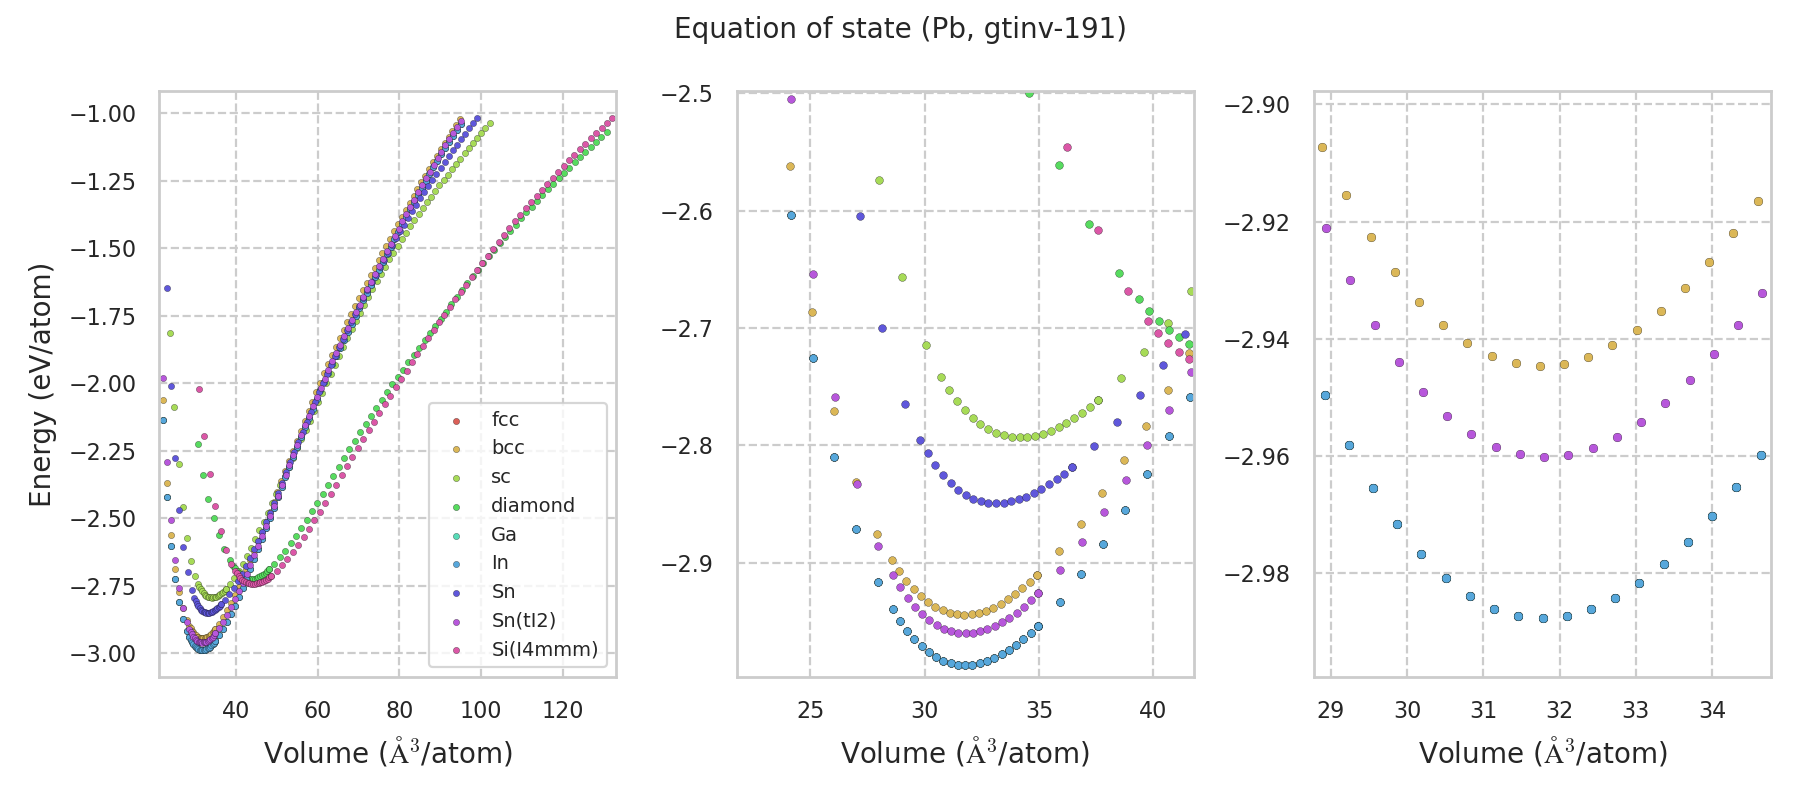 Equation of state (Pb, gtinv-191)
Energy (eV/atom)
−1.00
−1.25
−1.50
−1.75
−2.00
−2.25
−2.50
−2.75
−3.00
40 60 80 100 120
Volume (Å³/atom)
fcc
bcc
sc
diamond
Ga
In
Sn
Sn(tI2)
Si(I4mmm)
−2.5
−2.6
−2.7
−2.8
−2.9
25 30 35 40
Volume (Å³/atom)
−2.90
−2.92
−2.94
−2.96
−2.98
29 30 31 32 33 34
Volume (Å³/atom)